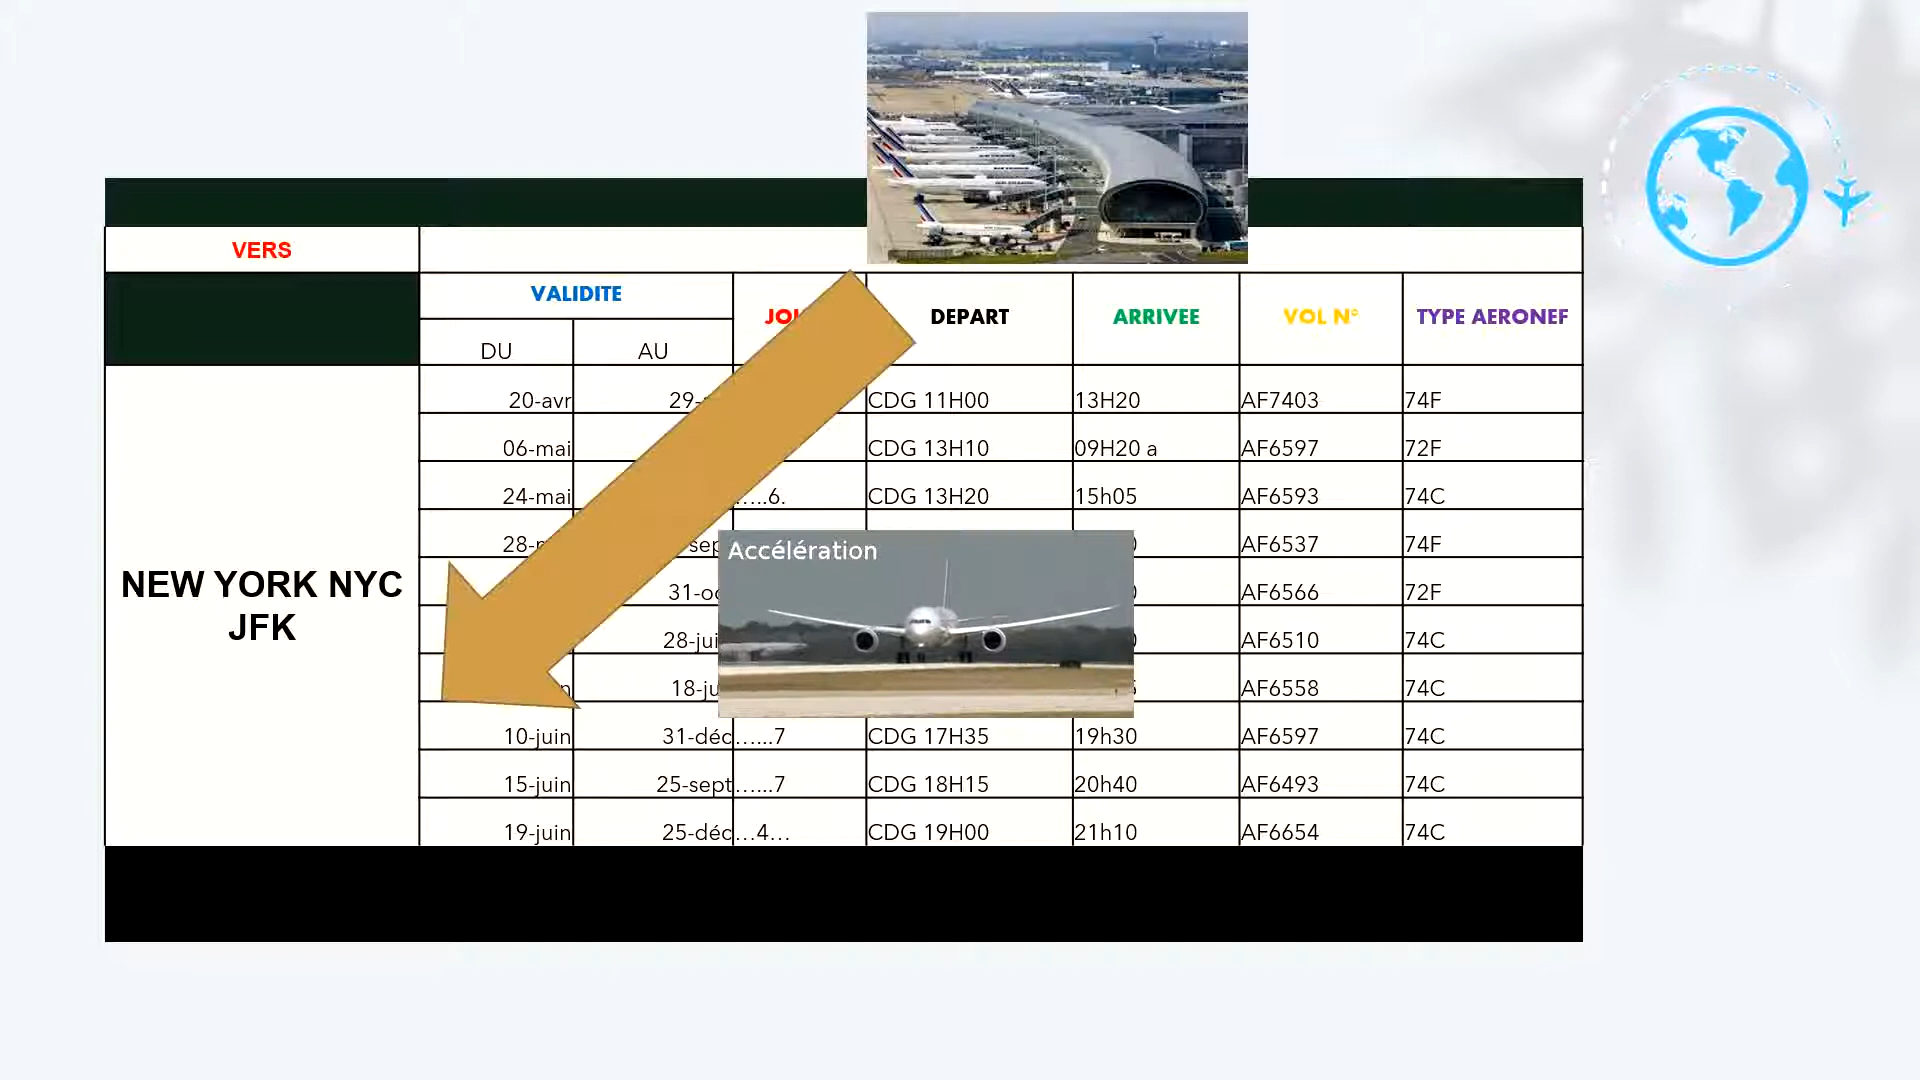 VERS
VALIDITE DEPART ARRIVEE VOL N° TYPE AERONEF
DU AU
NEW YORK NYC
JFK
20-avr CDG 11H00 13H20 AF7403 74F
06-mai CDG 13H10 09H20 a AF6597 72F
24-mai …..6. CDG 13H20 15h05 AF6593 74C
AF6537 74F
AF6566 72F
AF6510 74C
AF6558 74C
10-juin 31-déc …...7 CDG 17H35 19h30 AF6597 74C
15-juin 25-sept …...7 CDG 18H15 20h40 AF6493 74C
19-juin 25-déc …4… CDG 19H00 21h10 AF6654 74C
Accélération